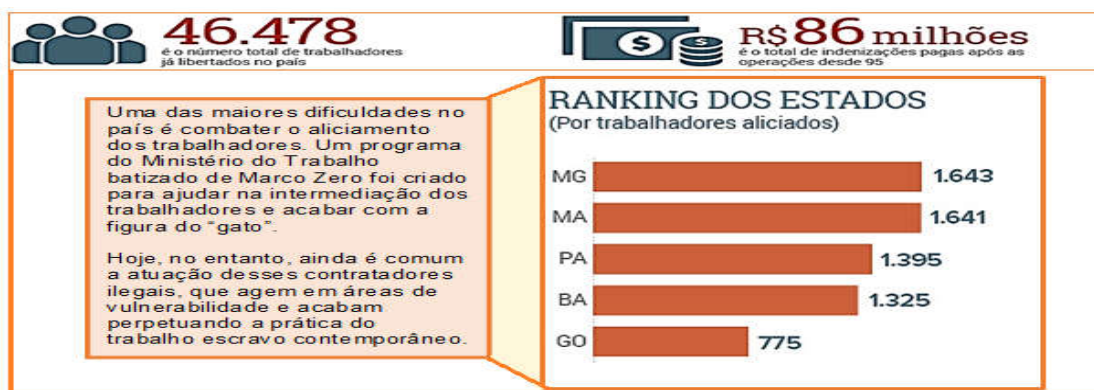 46.478
é o número total de trabalhadores
já libertados no país
R$86 milhões
é o total de indenizações pagas após as
operações desde 95
Uma das maiores dificuldades no
país é combater o aliciamento
dos trabalhadores. Um programa
do Ministério do Trabalho
batizado de Marco Zero foi criado
para ajudar na intermediação dos
trabalhadores e acabar com a
figura do “gato”.
Hoje, no entanto, ainda é comum
a atuação desses contratadores
ilegais, que agem em áreas de
vulnerabilidade e acabam
perpetuando a prática do
trabalho escravo contemporâneo.
RANKING DOS ESTADOS
(Por trabalhadores aliciados)
MG 1.643
MA 1.641
PA 1.395
BA 1.325
GO 775